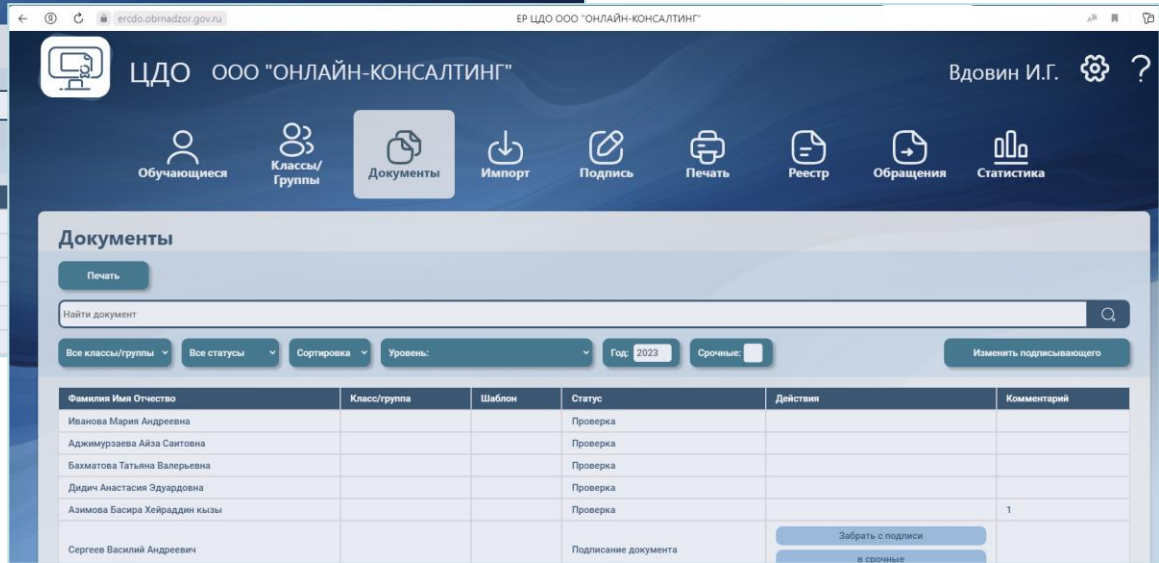 ercdo.obrnadzor.gov.ru ЕР ЦДО ООО "ОНЛАЙН-КОНСАЛТИНГ"
ЦДО ООО "ОНЛАЙН-КОНСАЛТИНГ" Вдовин И.Г. ?
Обучающиеся Классы/Группы Документы Импорт Подпись Печать Реестр Обращения Статистика
Документы
Печать
Найти документ
Все классы/группы Все статусы Сортировка Уровень: Год: 2023 Срочные: Изменить подписывающего
Фамилия Имя Отчество Класс/группа Шаблон Статус Действия Комментарий
Иванова Мария Андреевна Проверка
Аджимурзаева Айза Саитовна Проверка
Бахматова Татьяна Валерьевна Проверка
Дидич Анастасия Эдуардовна Проверка
Азимова Басира Хейраддин кызы Проверка 1
Забрать с подписи
Сергеев Василий Андреевич Подписание документа
в срочные